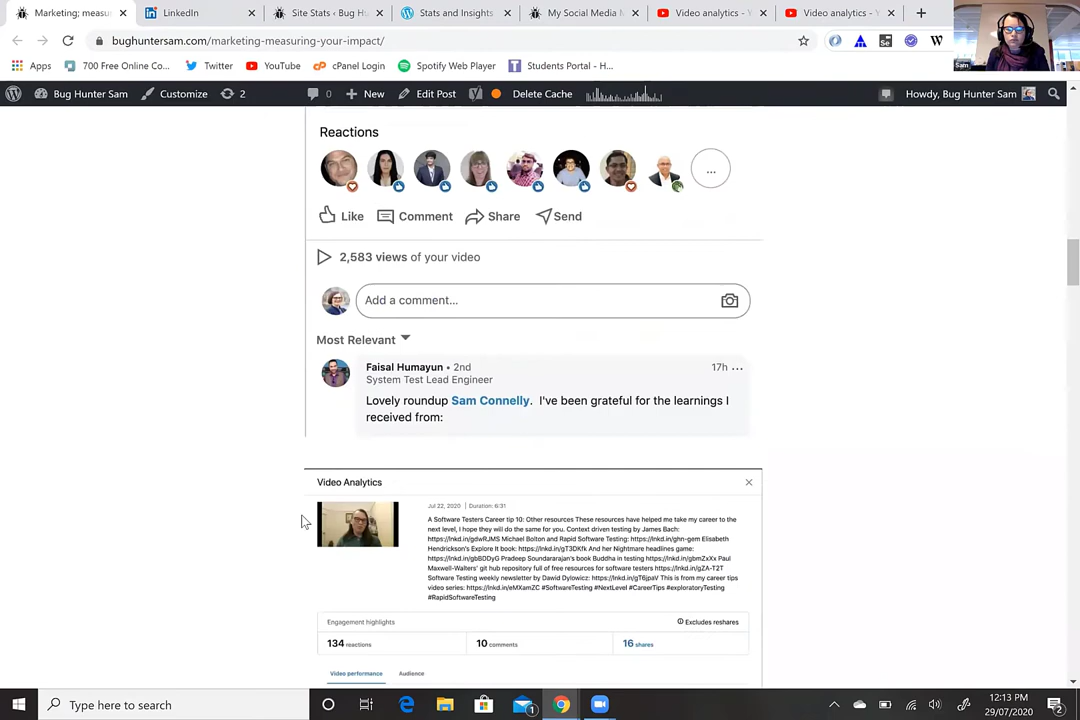 Marketing; measu
LinkedIn
Site Stats ‹ Bug Hu
Stats and Insights
My Social Media M
Video analytics - Y
Video analytics - Y
bughuntersam.com/marketing-measuring-your-impact/
Sam
Apps
700 Free Online Co...
Twitter
YouTube
cPanel Login
Spotify Web Player
Students Portal - H...
Bug Hunter Sam
Customize
2
0
New
Edit Post
Delete Cache
Howdy, Bug Hunter Sam
Reactions
...
Like
Comment
Share
Send
2,583 views of your video
Add a comment...
Most Relevant
Faisal Humayun • 2nd
17h ...
System Test Lead Engineer
Lovely roundup Sam Connelly. I've been grateful for the learnings I
received from:
Video Analytics
Jul 22, 2020 | Duration: 6:31
A Software Testers Career tip 10: Other resources These resources have helped me take my career to the
next level, I hope they will do the same for you. Context driven testing by James Bach:
https://lnkd.in/gdwRJMS Michael Bolton and Rapid Software Testing: https://lnkd.in/ghn-gem Elisabeth
Hendrickson's Explore It book: https://lnkd.in/gT3DKfk And her Nightmare headlines game:
https://lnkd.in/gbBDDyG Pradeep Soundararajan's book Buddha in testing https://lnkd.in/gbmZxXx Paul
Maxwell-Walters' git hub repository full of free resources for software testers https://lnkd.in/gZA-T2T
Software Testing weekly newsletter by Dawid Dylowicz: https://lnkd.in/gT6jpaV This is from my career tips
video series: https://lnkd.in/eMXamZC #SoftwareTesting #NextLevel #CareerTips #exploratoryTesting
#RapidSoftwareTesting
Engagement highlights
Excludes reshares
134 reactions
10 comments
16 shares
Video performance
Audience
Type here to search
1
12:13 PM
29/07/2020
2